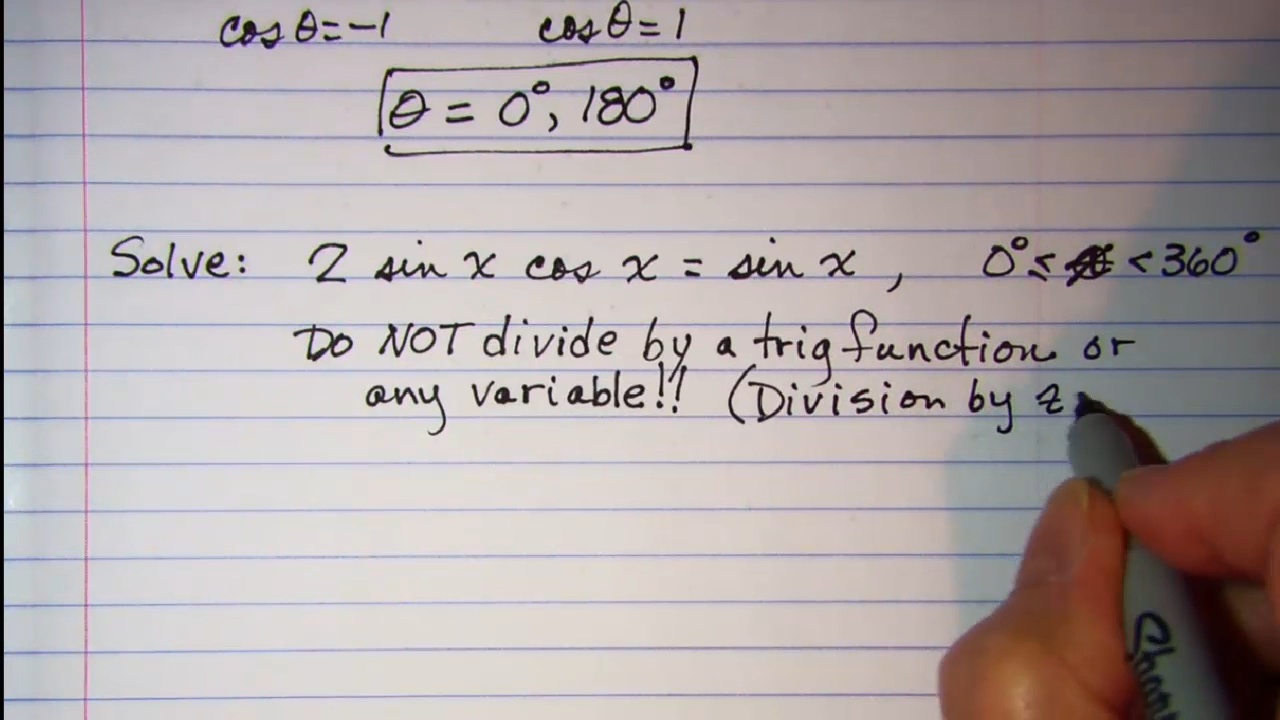 cos θ = -1 cos θ = 1
θ = 0°, 180°
Solve: 2 sin x cos x = sin x , 0° ≤ < 360°
DO NOT divide by a trig function or
any variable!! (Division by z
Sharp